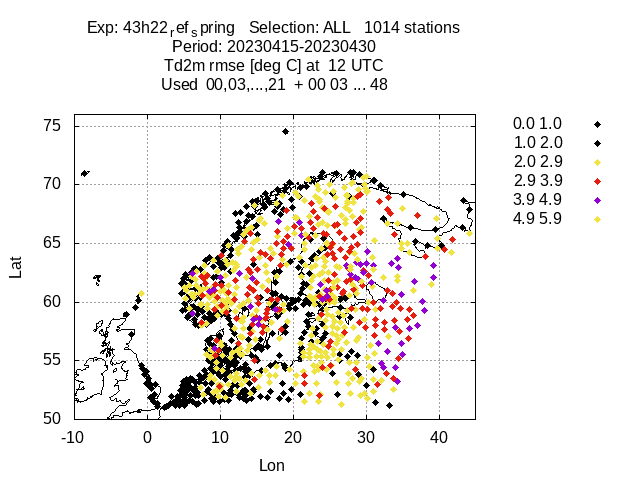 Exp: 43h22refspring   Selection: ALL   1014 stations
Period: 20230415-20230430
Td2m rmse [deg C] at  12 UTC
Used  00,03,...,21  + 00 03 ... 48
0.0 1.0
1.0 2.0
2.0 2.9
2.9 3.9
3.9 4.9
4.9 5.9
75
70
65
60
55
50
Lat
-10 0 10 20 30 40
Lon